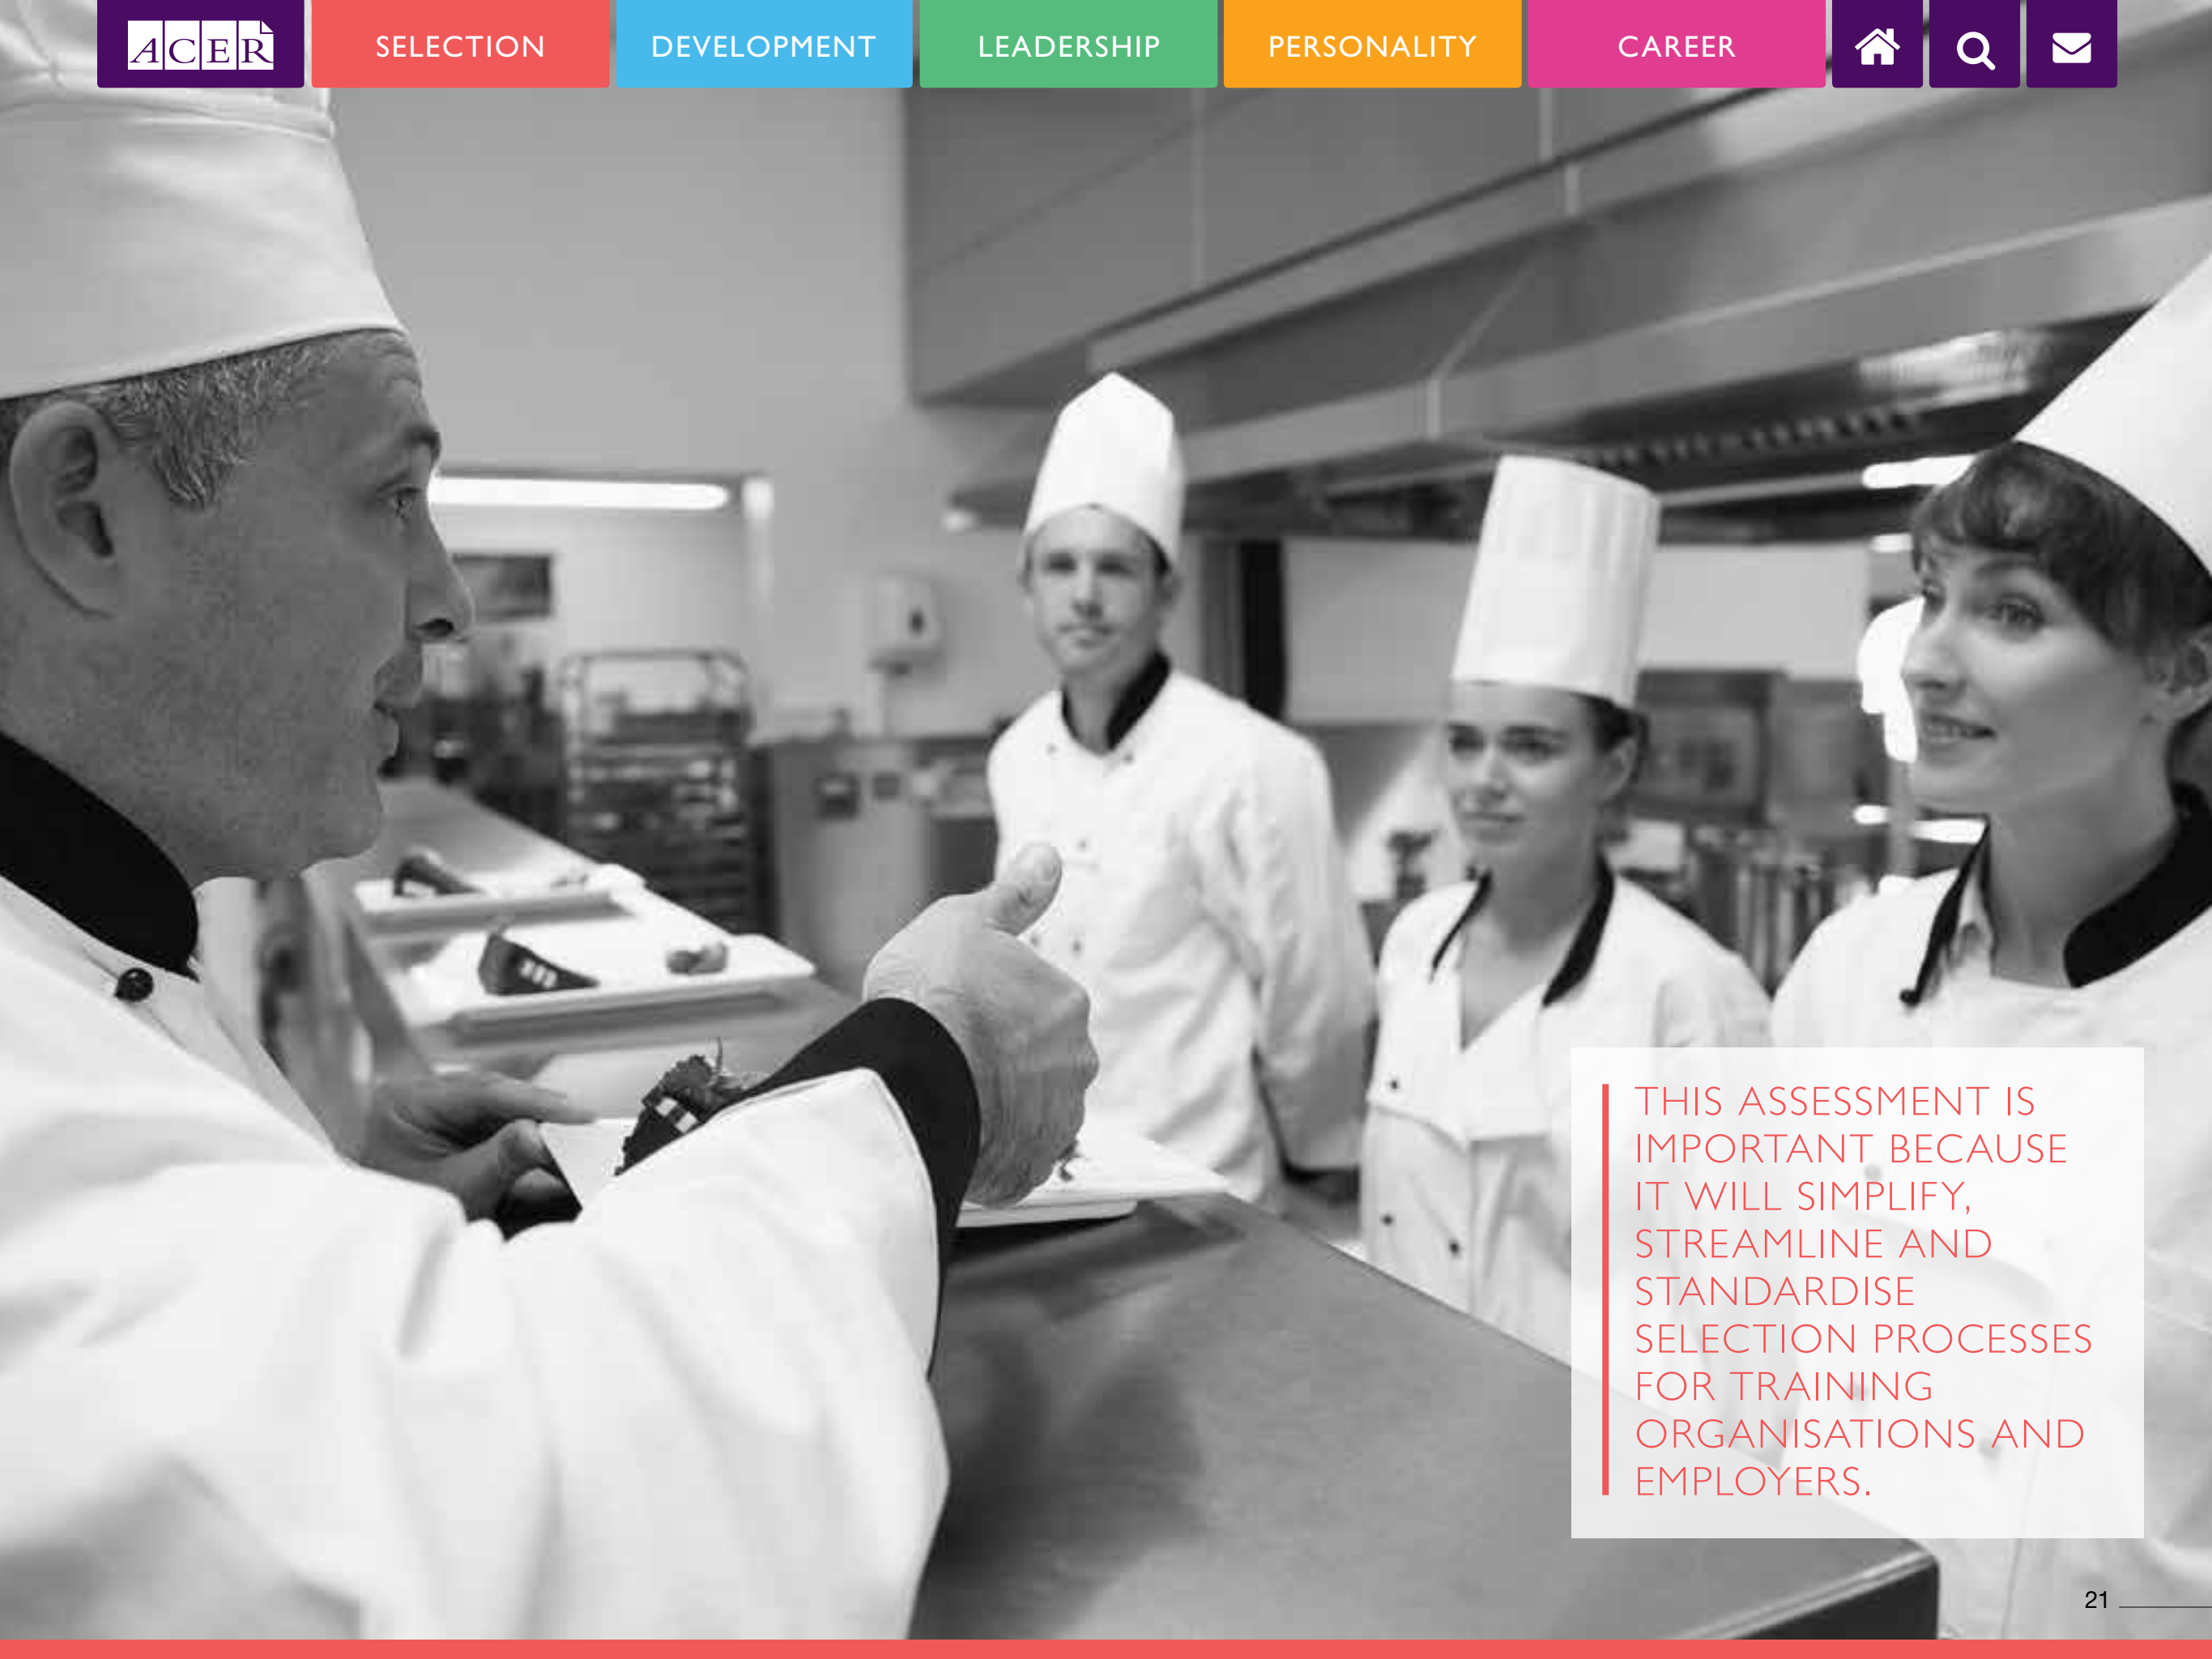 ACER
SELECTION
DEVELOPMENT
LEADERSHIP
PERSONALITY
CAREER
THIS ASSESSMENT IS
IMPORTANT BECAUSE
IT WILL SIMPLIFY,
STREAMLINE AND
STANDARDISE
SELECTION PROCESSES
FOR TRAINING
ORGANISATIONS AND
EMPLOYERS.
21